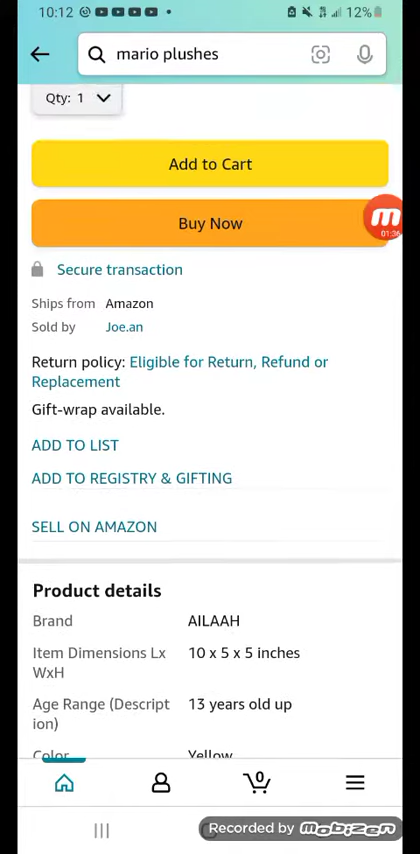 10:12 12%
mario plushes
Qty: 1
Add to Cart
Buy Now
m
01:36
Secure transaction
Ships from Amazon
Sold by Joe.an
Return policy: Eligible for Return, Refund or
Replacement
Gift-wrap available.
ADD TO LIST
ADD TO REGISTRY & GIFTING
SELL ON AMAZON
Product details
Brand AILAAH
Item Dimensions Lx 10 x 5 x 5 inches
WxH
Age Range (Descript 13 years old up
ion)
Color Yellow
0
Recorded by mobizen